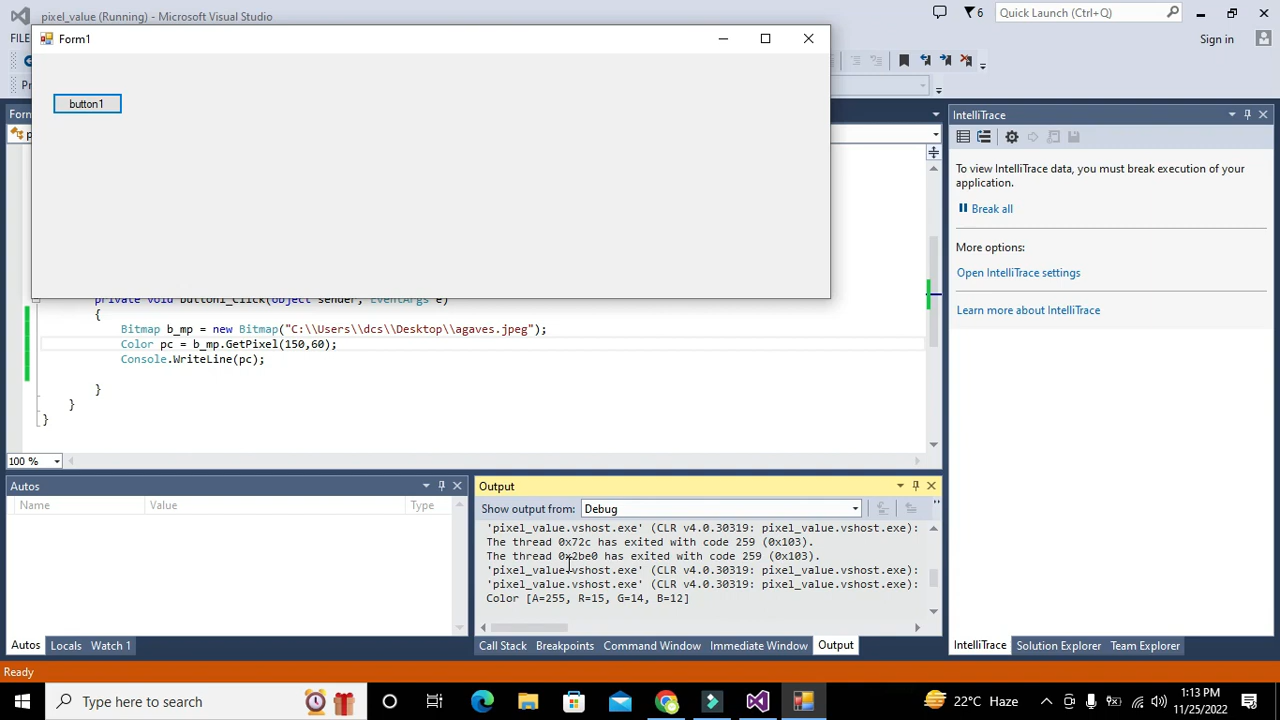 pixel_value (Running) - Microsoft Visual Studio
6
Quick Launch (Ctrl+Q)
FILE
Sign in
Form1
button1
private void button1_Click(object sender, EventArgs e)
{
Bitmap b_mp = new Bitmap("C:\\Users\\dcs\\Desktop\\agaves.jpeg");
Color pc = b_mp.GetPixel(150,60);
Console.WriteLine(pc);
}
}
}
100 %
IntelliTrace
To view IntelliTrace data, you must break execution of your
application.
Break all
More options:
Open IntelliTrace settings
Learn more about IntelliTrace
Autos
Name Value Type
Output
Show output from: Debug
'pixel_value.vshost.exe' (CLR v4.0.30319: pixel_value.vshost.exe):
The thread 0x72c has exited with code 259 (0x103).
The thread 0x2be0 has exited with code 259 (0x103).
'pixel_value.vshost.exe' (CLR v4.0.30319: pixel_value.vshost.exe):
'pixel_value.vshost.exe' (CLR v4.0.30319: pixel_value.vshost.exe):
Color [A=255, R=15, G=14, B=12]
Autos Locals Watch 1
Call Stack Breakpoints Command Window Immediate Window Output
IntelliTrace Solution Explorer Team Explorer
Ready
Type here to search
22°C Haze
1:13 PM
11/25/2022